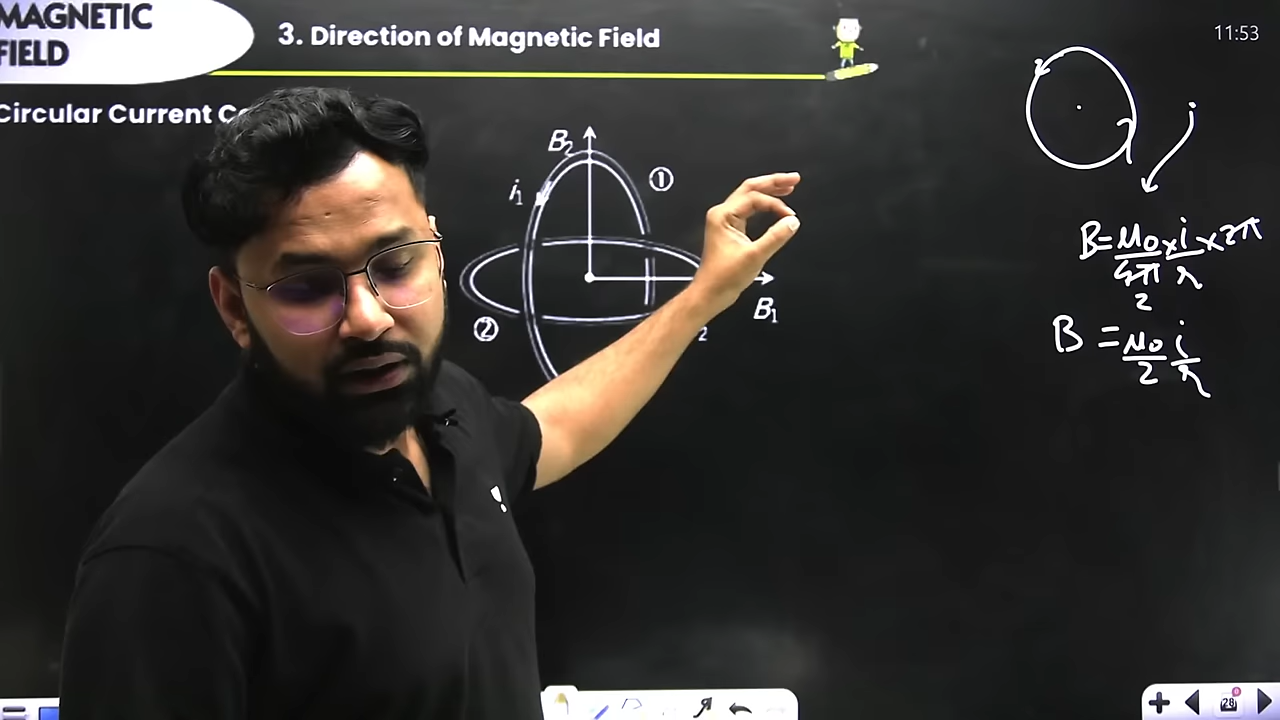 MAGNETIC
FIELD
3. Direction of Magnetic Field
11:53
Circular Current
B₂
①
i₁
②
B₁
2
i
B = μ₀/4π × i/r × 2π
2
B = μ₀/2 i/r
28